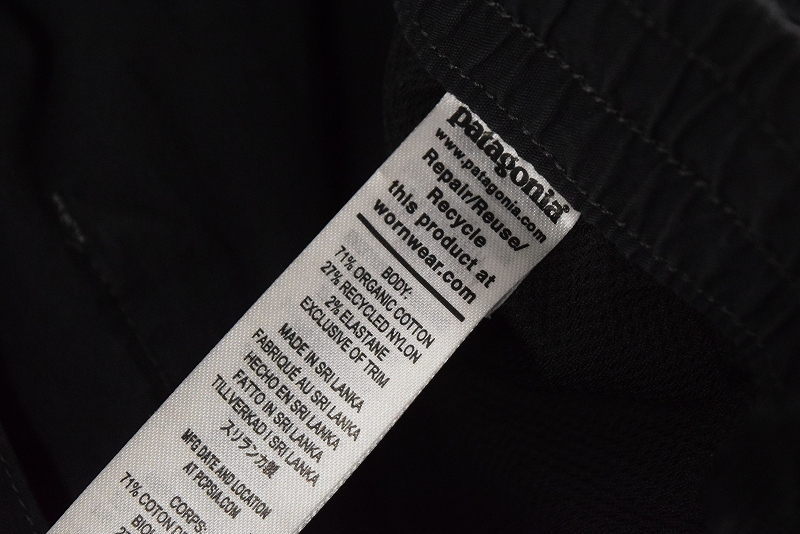 patagonia®
www.patagonia.com
Repair/Reuse/
Recycle
this product at
wornwear.com
BODY:
71% ORGANIC COTTON
27% RECYCLED NYLON
2% ELASTANE
EXCLUSIVE OF TRIM
MADE IN SRI LANKA
FABRIQUÉ AU SRI LANKA
HECHO EN SRI LANKA
FATTO IN SRI LANKA
TILLVERKAD I SRI LANKA
スリランカ製
MFG DATE AND LOCATION
AT PCPSIA.COM
CORPS:
71% COTON DE
BIOL
27